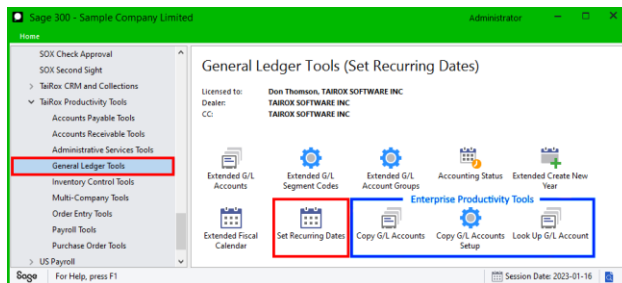 Sage 300 - Sample Company Limited
Administrator
Home
SOX Check Approval
SOX Second Sight
TaiRox CRM and Collections
TaiRox Productivity Tools
Accounts Payable Tools
Accounts Receivable Tools
Administrative Services Tools
General Ledger Tools
Inventory Control Tools
Multi-Company Tools
Order Entry Tools
Payroll Tools
Purchase Order Tools
US Payroll
General Ledger Tools (Set Recurring Dates)
Licensed to: Don Thomson, TAIROX SOFTWARE INC
Dealer: TAIROX SOFTWARE INC
CC: TAIROX SOFTWARE INC
Extended G/L Accounts
Extended G/L Segment Codes
Extended G/L Account Groups
Accounting Status
Extended Create New Year
Enterprise Productivity Tools
Extended Fiscal Calendar
Set Recurring Dates
Copy G/L Accounts
Copy G/L Accounts Setup
Look Up G/L Account
Sage
For Help, press F1
Session Date: 2023-01-16